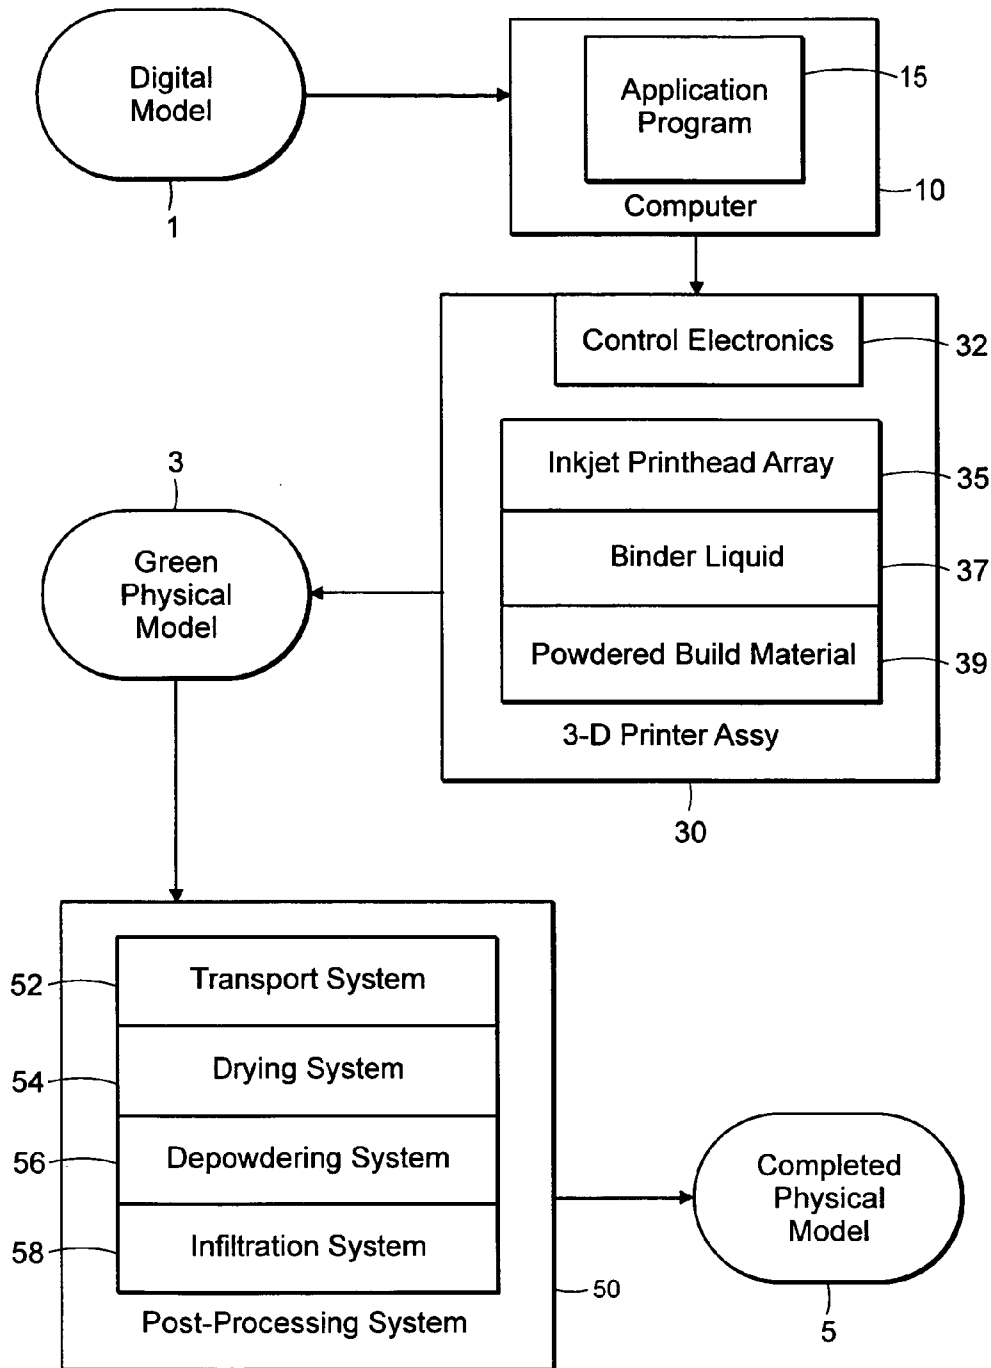 Digital
Model
1
Application
Program
15
Computer
10
Control Electronics
32
Inkjet Printhead Array
35
Binder Liquid
37
Powdered Build Material
39
3-D Printer Assy
30
3
Green
Physical
Model
Transport System
52
Drying System
54
Depowdering System
56
Infiltration System
58
Post-Processing System
50
Completed
Physical
Model
5